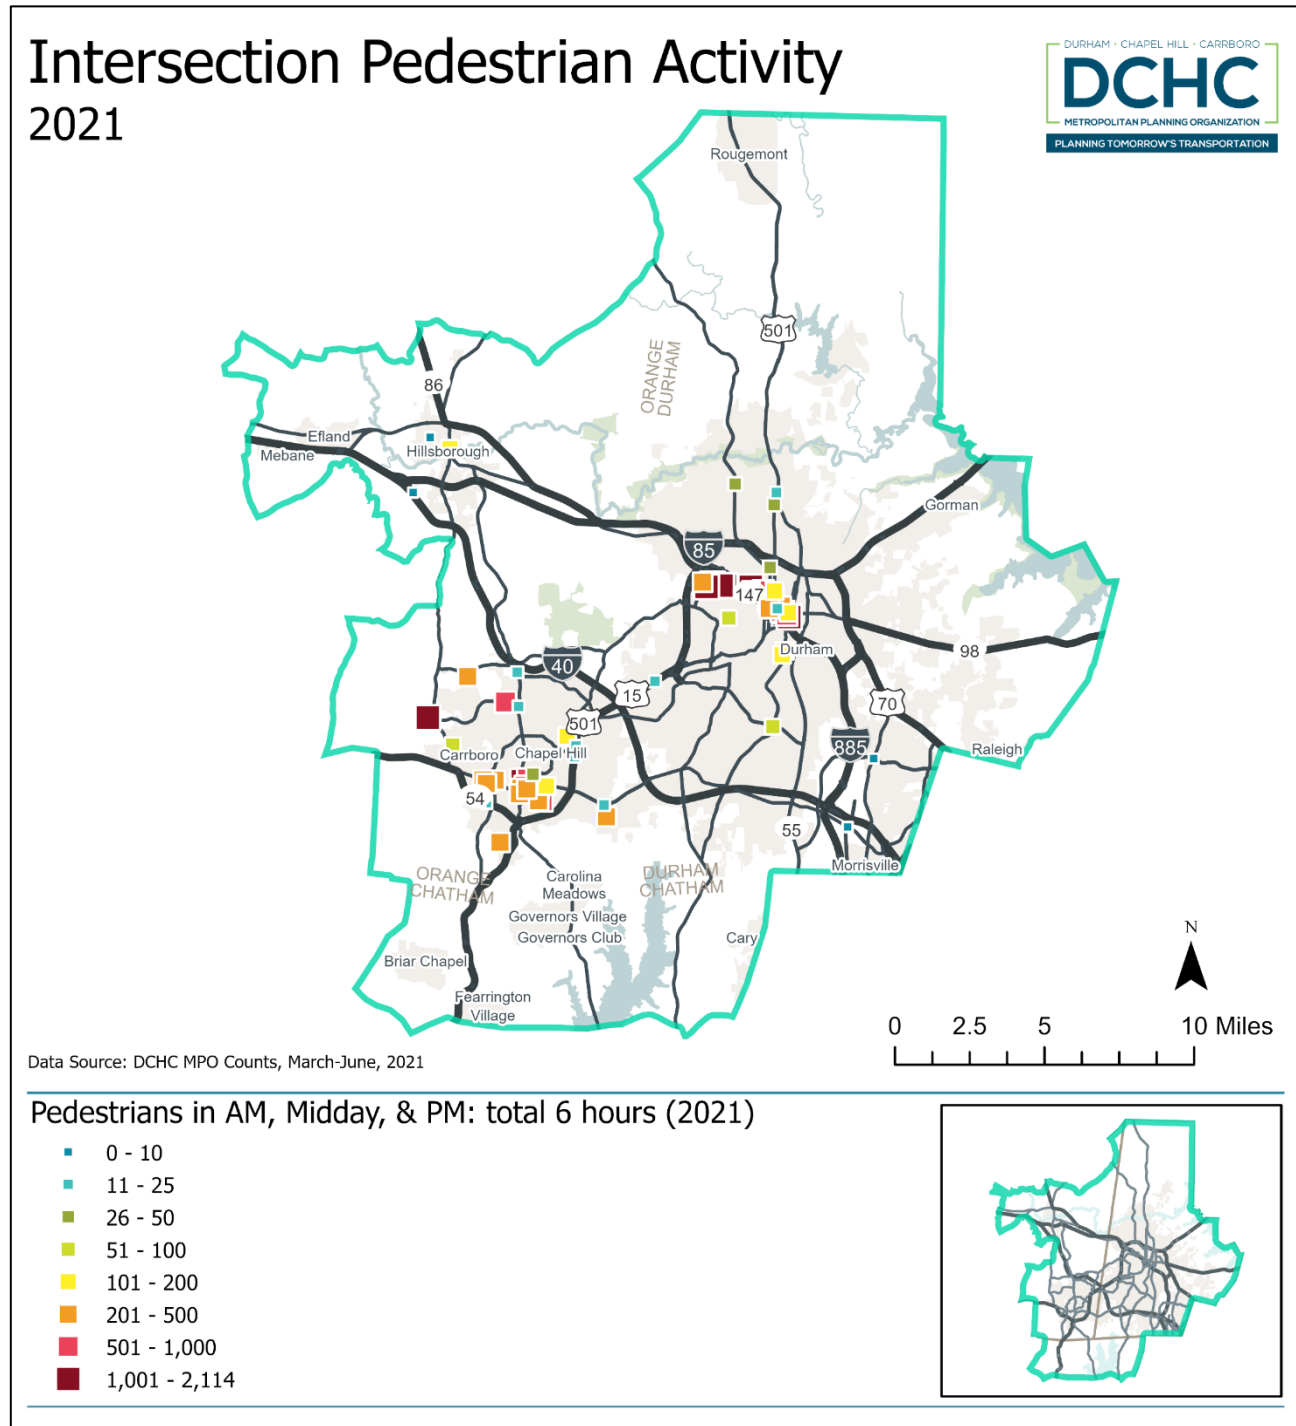 Intersection Pedestrian Activity
2021
DURHAM · CHAPEL HILL · CARRBORO
DCHC
METROPOLITAN PLANNING ORGANIZATION
PLANNING TOMORROW'S TRANSPORTATION
Rougemont
501
ORANGE
DURHAM
86
Efland
Mebane
Hillsborough
Gorman
85
147
Durham
98
40
15
501
70
885
Raleigh
Carrboro
Chapel Hill
54
55
Morrisville
ORANGE
CHATHAM
DURHAM
CHATHAM
Carolina
Meadows
Governors Village
Governors Club
Cary
Briar Chapel
Fearrington
Village
N
0 2.5 5 10 Miles
Data Source: DCHC MPO Counts, March-June, 2021
Pedestrians in AM, Midday, & PM: total 6 hours (2021)
0 - 10
11 - 25
26 - 50
51 - 100
101 - 200
201 - 500
501 - 1,000
1,001 - 2,114